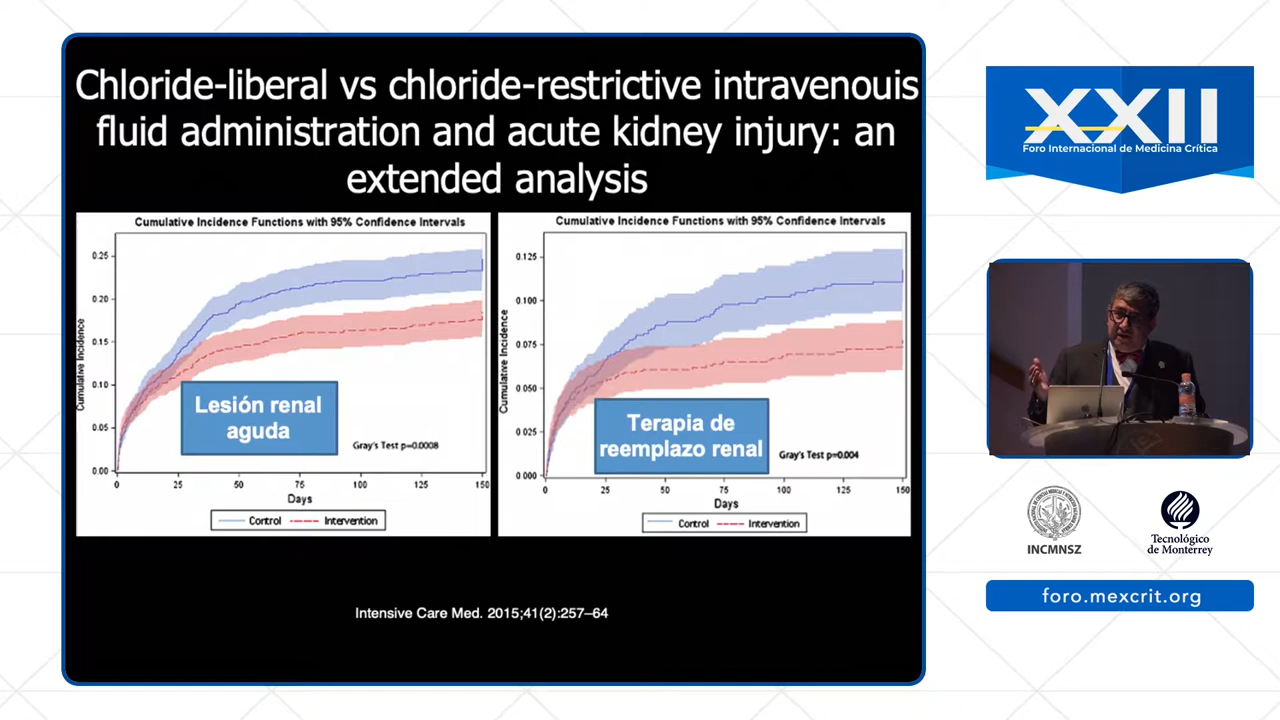 Chloride-liberal vs chloride-restrictive intravenouis
fluid administration and acute kidney injury: an
extended analysis
Cumulative Incidence Functions with 95% Confidence Intervals
Cumulative Incidence
0.25
0.20
0.15
0.10
0.05
0.00
Lesión renal
aguda
Gray's Test p=0.0008
0 25 50 75 100 125 150
Days
Control Intervention
Cumulative Incidence Functions with 95% Confidence Intervals
Cumulative Incidence
0.125
0.100
0.075
0.050
0.025
0.000
Terapia de
reemplazo renal
Gray's Test p=0.004
0 25 50 75 100 125 150
Days
Control Intervention
Intensive Care Med. 2015;41(2):257–64
XXII
Foro Internacional de Medicina Crítica
INCMNSZ
Tecnológico
de Monterrey
foro.mexcrit.org